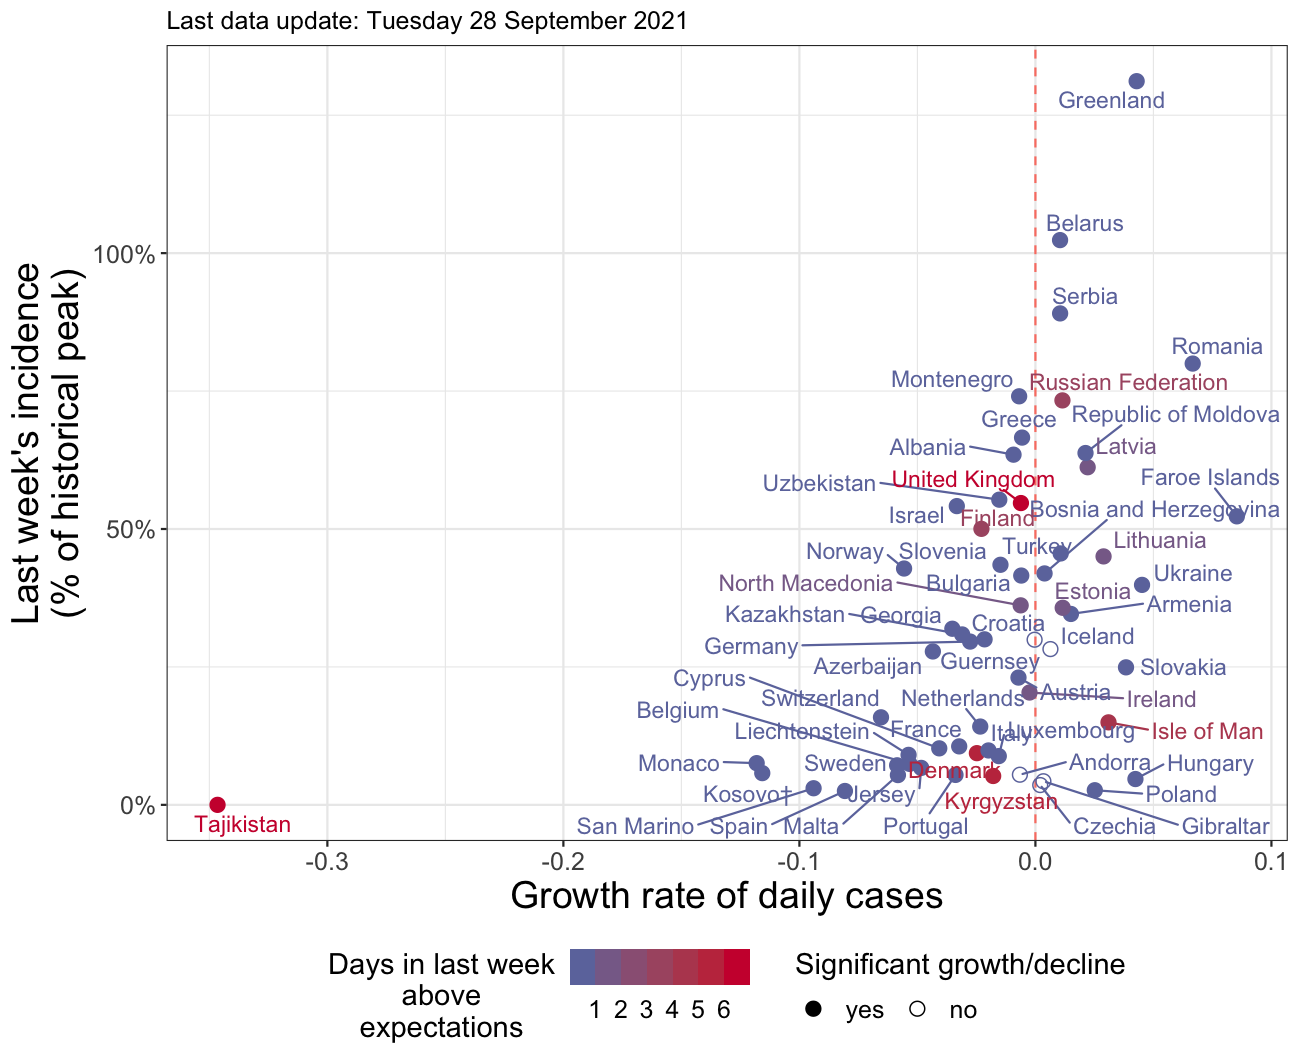 Last data update: Tuesday 28 September 2021
Last week's incidence
(% of historical peak)
100%
50%
0%
Greenland
Belarus
Serbia
Romania
Montenegro
Russian Federation
Republic of Moldova
Greece
Albania
Latvia
United Kingdom
Faroe Islands
Uzbekistan
Israel
Finland
Bosnia and Herzegovina
Norway
Slovenia
Turkey
Lithuania
North Macedonia
Bulgaria
Ukraine
Estonia
Armenia
Kazakhstan
Georgia
Croatia
Iceland
Germany
Azerbaijan
Guernsey
Slovakia
Cyprus
Switzerland
Netherlands
Austria
Ireland
Belgium
Liechtenstein
France
Italy
Luxembourg
Isle of Man
Monaco
Sweden
Denmark
Andorra
Hungary
Kosovo†
Jersey
Kyrgyzstan
Poland
Tajikistan
San Marino
Spain
Malta
Portugal
Czechia
Gibraltar
-0.3
-0.2
-0.1
0.0
0.1
Growth rate of daily cases
Days in last week
above
expectations
1 2 3 4 5 6
Significant growth/decline
yes
no